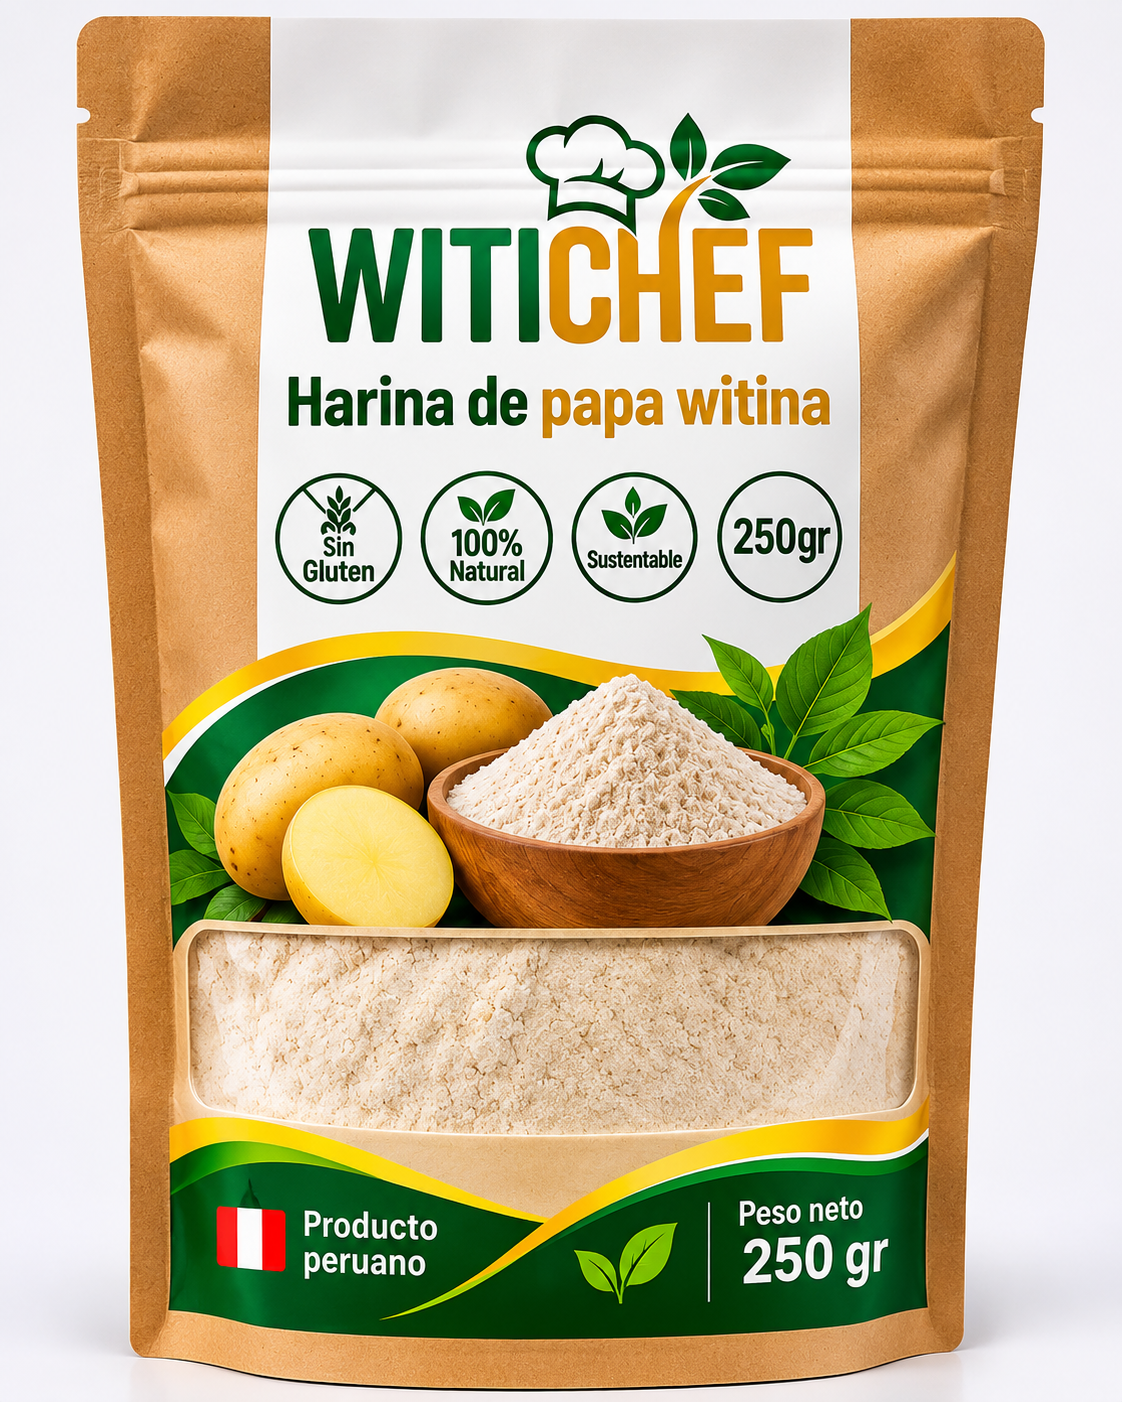 WITICHEF
Harina de papa witina
Sin
Gluten
100%
Natural
Sustentable
250gr
Producto
peruano
Peso neto
250 gr